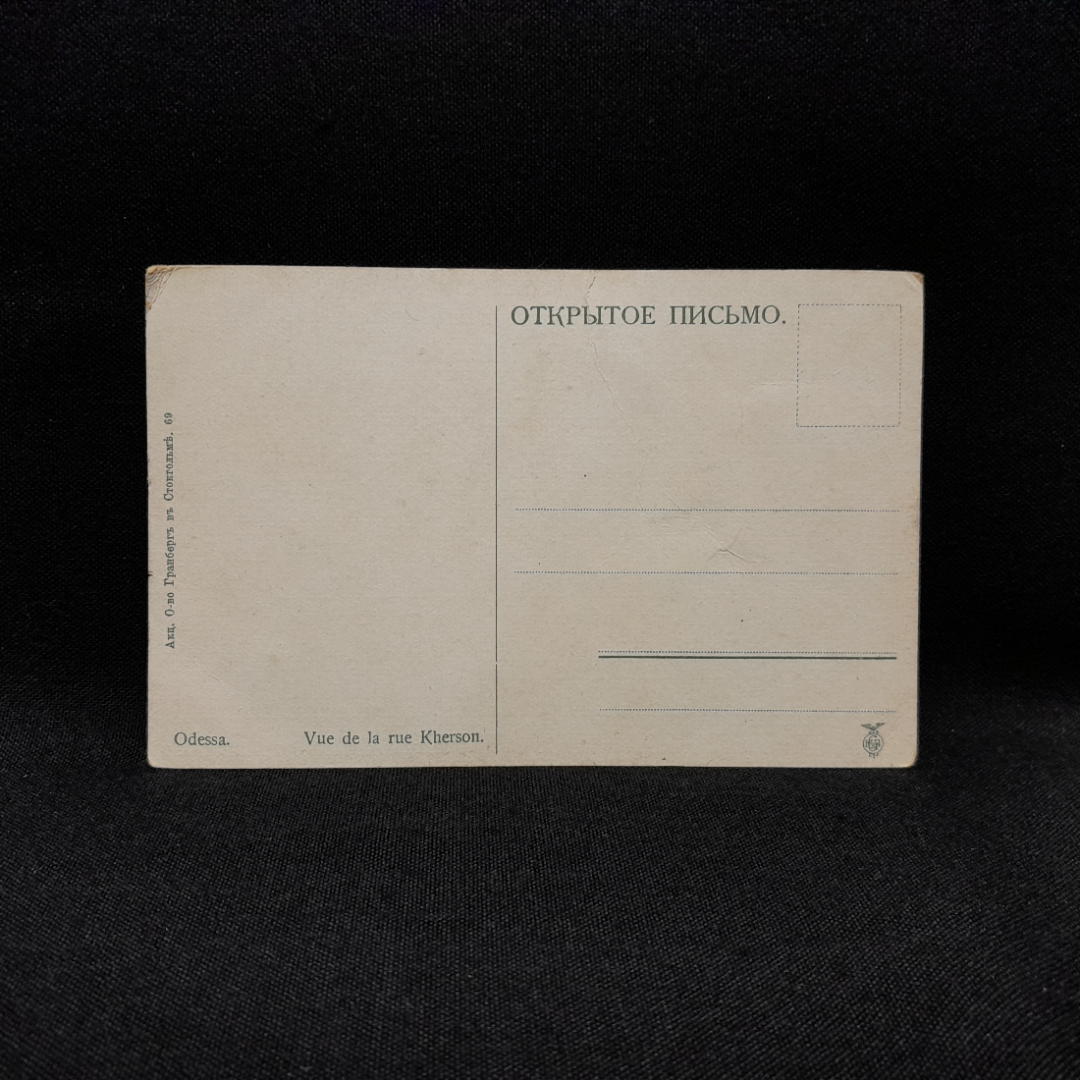 ОТКРЫТОЕ ПИСЬМО.
Акц. О-во Гранбергъ въ Стокгольмѣ. 69
Odessa. Vue de la rue Kherson.